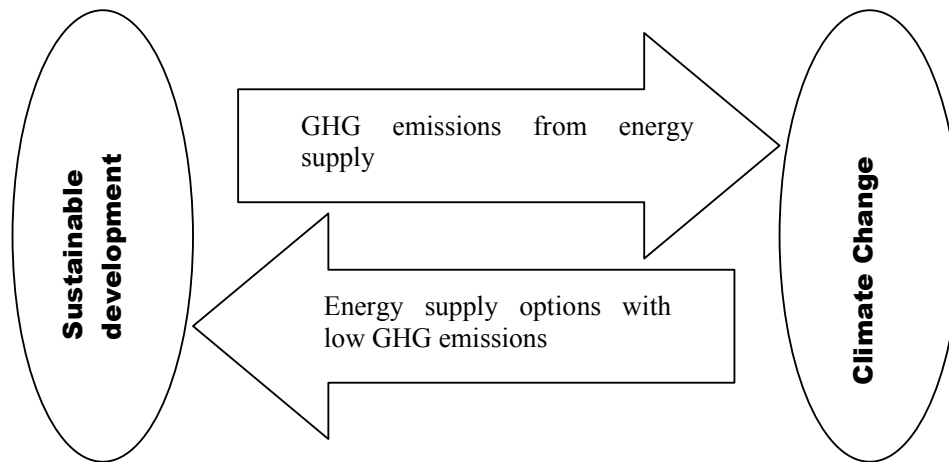 Sustainable
development
GHG emissions from energy
supply
Energy supply options with
low GHG emissions
Climate Change